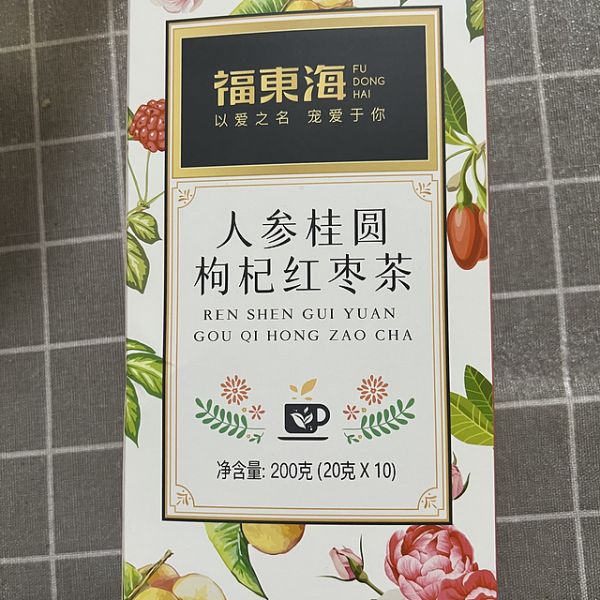 福東海
FU
DONG
HAI
以爱之名 宠爱于你
人参桂圆
枸杞红枣茶
REN SHEN GUI YUAN
GOU QI HONG ZAO CHA
净含量: 200克 (20克 X 10)